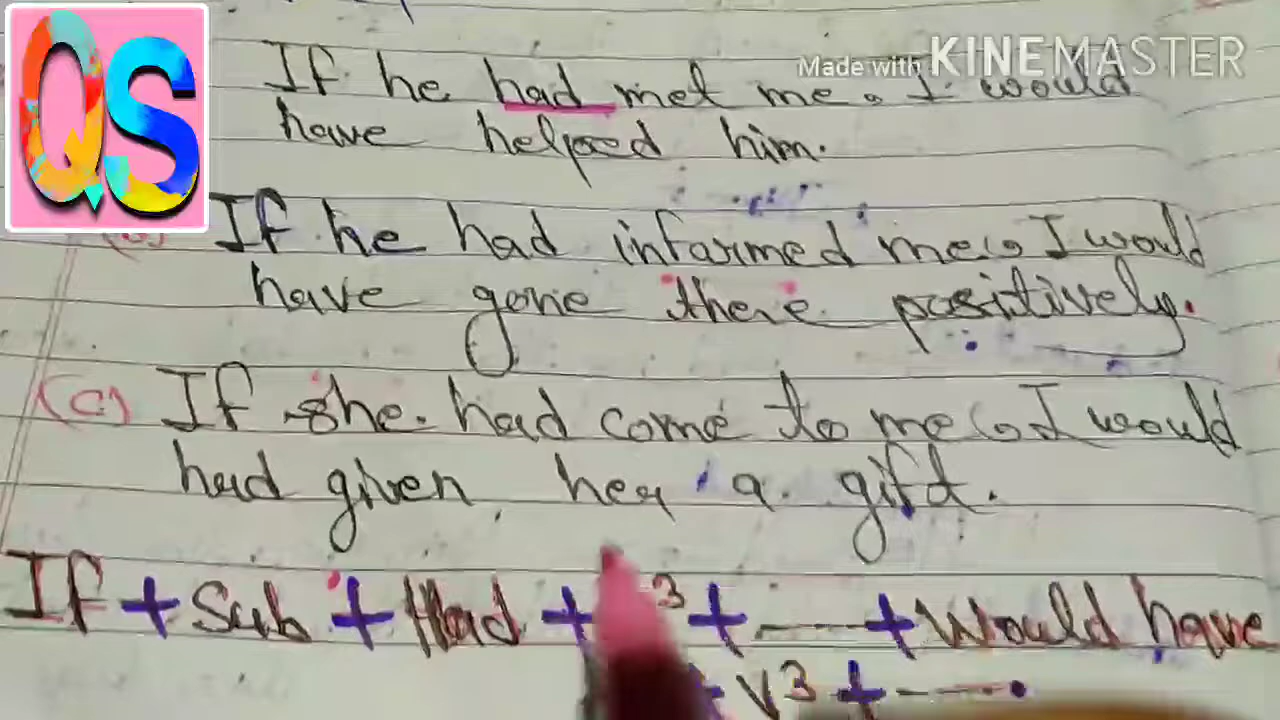 QS
Made with KINEMASTER
If he had met me, I would
have helped him.
If he had informed me, I would
have gone there positively.
(c) If she had come to me, I would
had given her a gift.
If + Sub + Had + 3 + — + Would have
+ V3 + ---.